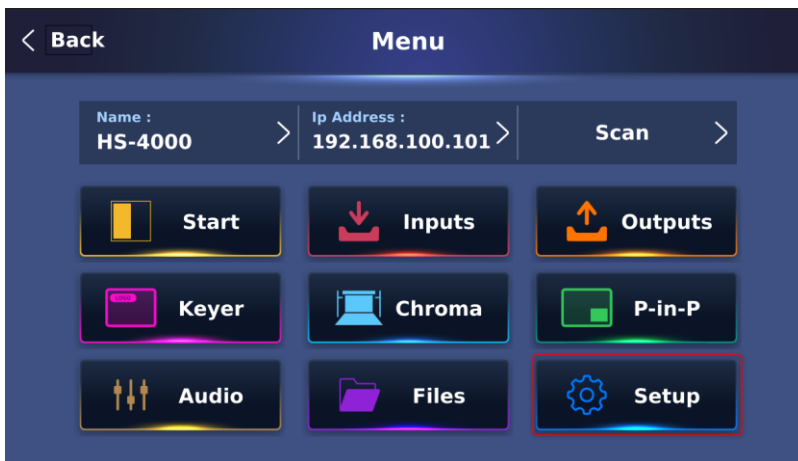 Back
Menu
Name :
HS-4000
Ip Address :
192.168.100.101
Scan
Start
Inputs
Outputs
LOGO
Keyer
Chroma
P-in-P
Audio
Files
Setup